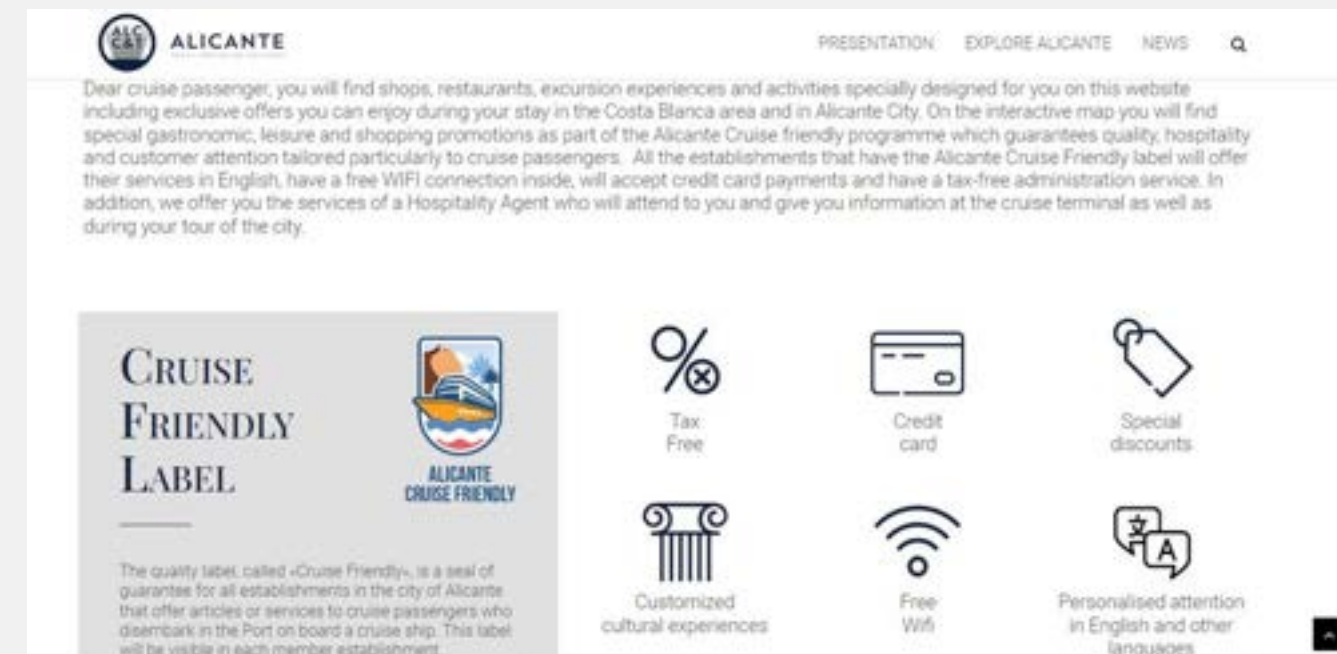 ALC
C&T
ALICANTE
PRESENTATION EXPLORE ALICANTE NEWS
Dear cruise passenger, you will find shops, restaurants, excursion experiences and activities specially designed for you on this website
including exclusive offers you can enjoy during your stay in the Costa Blanca area and in Alicante City. On the interactive map you will find
special gastronomic, leisure and shopping promotions as part of the Alicante Cruise friendly programme which guarantees quality, hospitality
and customer attention tailored particularly to cruise passengers. All the establishments that have the Alicante Cruise Friendly label will offer
their services in English, have a free WIFI connection inside, will accept credit card payments and have a tax-free administration service. In
addition, we offer you the services of a Hospitality Agent who will attend to you and give you information at the cruise terminal as well as
during your tour of the city.
CRUISE
FRIENDLY
LABEL
ALICANTE
CRUISE FRIENDLY
The quality label, called «Cruise Friendly», is a seal of
guarantee for all establishments in the city of Alicante
that offer articles or services to cruise passengers who
disembark in the Port on board a cruise ship. This label
will be visible in each member establishment.
Tax
Free
Credit
card
Special
discounts
Customized
cultural experiences
Free
Wifi
文
A
Personalised attention
in English and other
languages